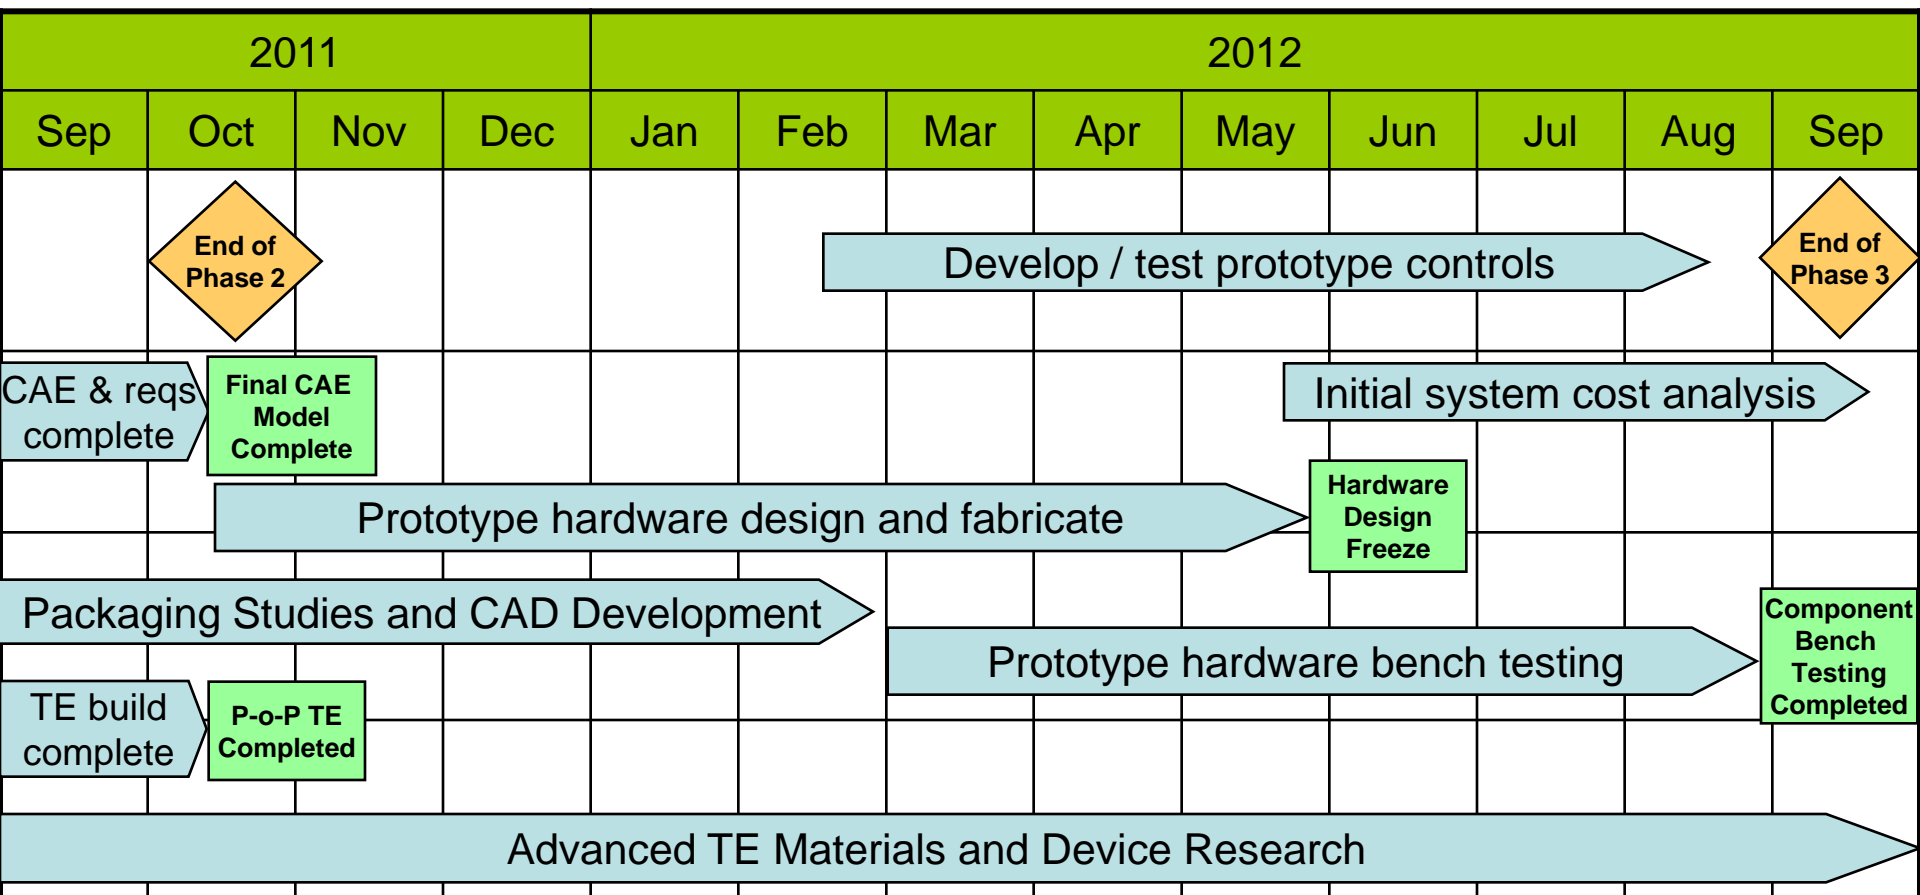 2011
2012
Sep
Oct
Nov
Dec
Jan
Feb
Mar
Apr
May
Jun
Jul
Aug
Sep
End of
Phase 2
Develop / test prototype controls
End of
Phase 3
CAE & reqs
complete
Final CAE
Model
Complete
Initial system cost analysis
Prototype hardware design and fabricate
Hardware
Design
Freeze
Packaging Studies and CAD Development
Prototype hardware bench testing
Component
Bench
Testing
Completed
TE build
complete
P-o-P TE
Completed
Advanced TE Materials and Device Research